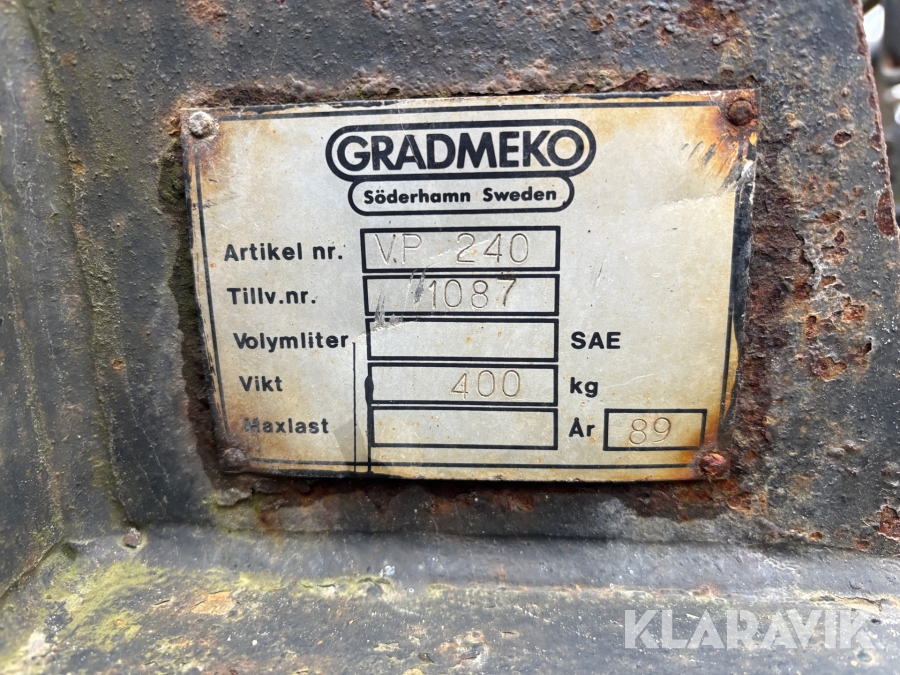 GRADMEKO
Söderhamn Sweden
Artikel nr. V.P 240
Tillv.nr. 1087
Volymliter SAE
Vikt 400 kg
Maxlast År 89
KLARAVIK